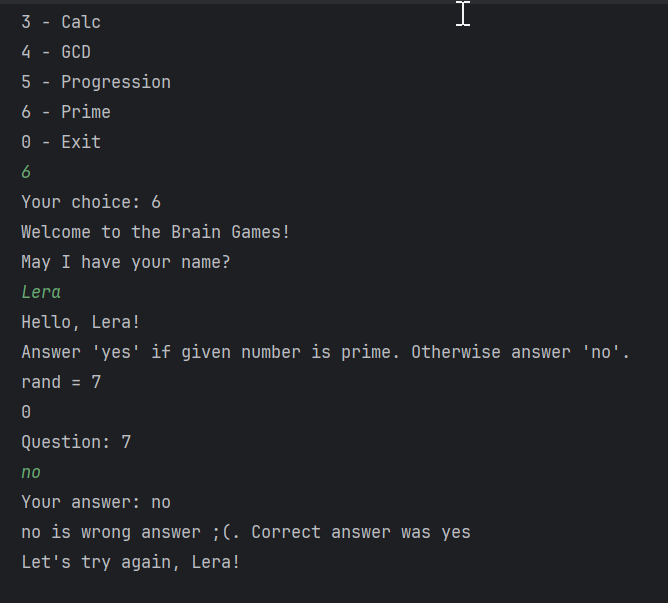 3 - Calc
4 - GCD
5 - Progression
6 - Prime
0 - Exit
6
Your choice: 6
Welcome to the Brain Games!
May I have your name?
Lera
Hello, Lera!
Answer 'yes' if given number is prime. Otherwise answer 'no'.
rand = 7
0
Question: 7
no
Your answer: no
no is wrong answer ;(. Correct answer was yes
Let's try again, Lera!